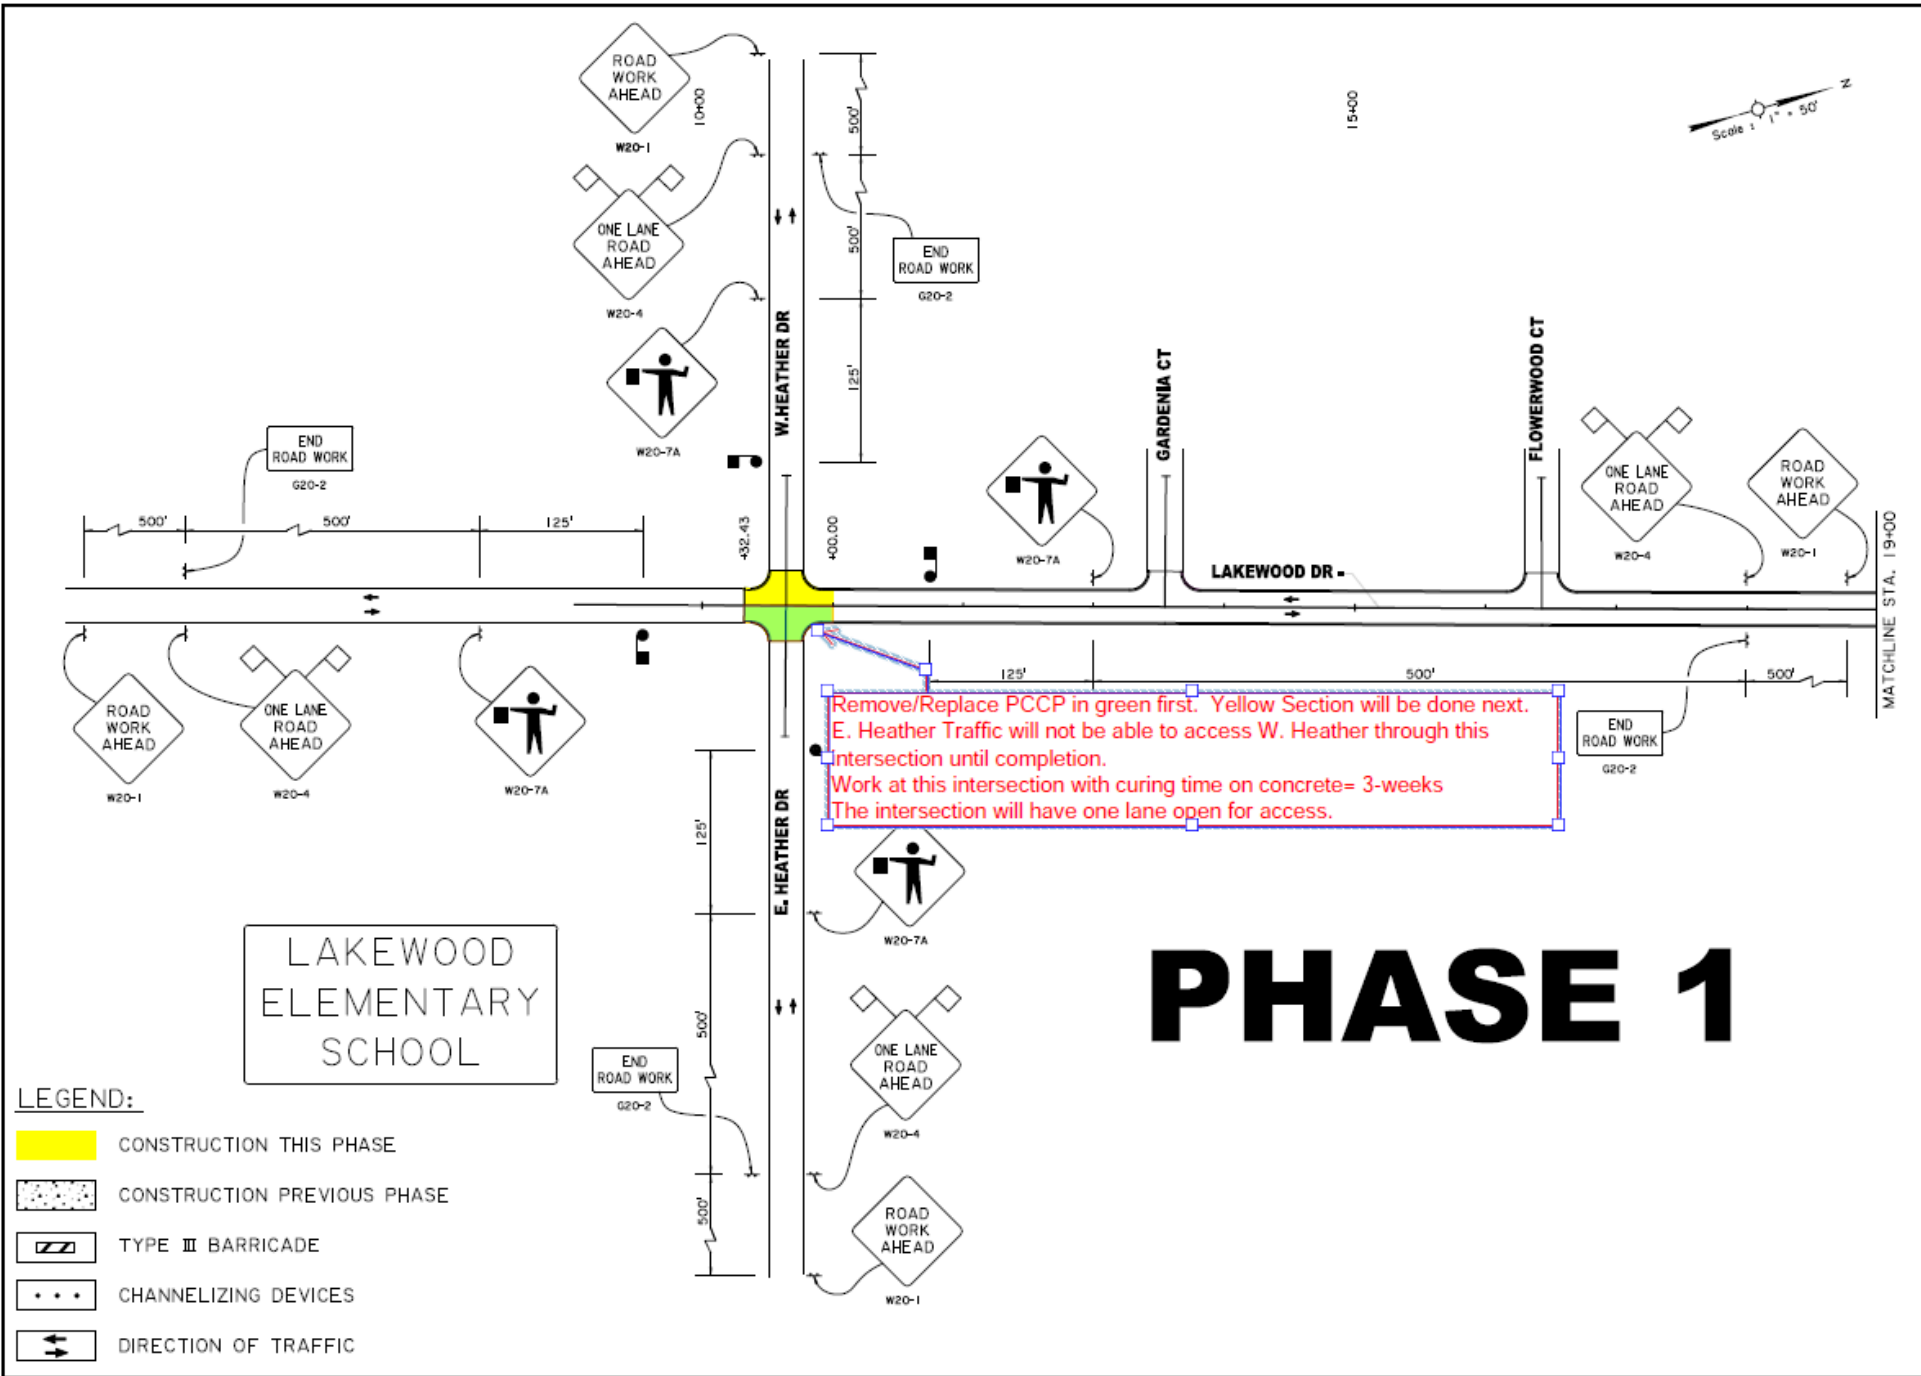 ROAD
WORK
AHEAD
W20-1
10+00
15+00
N
Scale : 1" = 50'
500'
ONE LANE
ROAD
AHEAD
W20-4
500'
END
ROAD WORK
G20-2
W20-7A
W.HEATHER DR
125'
END
ROAD WORK
G20-2
500'
500'
125'
+32.43
+00.00
W20-7A
GARDENIA CT
FLOWERWOOD CT
LAKEWOOD DR
ONE LANE
ROAD
AHEAD
W20-4
ROAD
WORK
AHEAD
W20-1
MATCHLINE STA. 19+00
ROAD
WORK
AHEAD
W20-1
ONE LANE
ROAD
AHEAD
W20-4
W20-7A
125'
500'
500'
Remove/Replace PCCP in green first. Yellow Section will be done next.
E. Heather Traffic will not be able to access W. Heather through this
intersection until completion.
Work at this intersection with curing time on concrete= 3-weeks
The intersection will have one lane open for access.
END
ROAD WORK
G20-2
E. HEATHER DR
125'
W20-7A
PHASE 1
LAKEWOOD
ELEMENTARY
SCHOOL
500'
END
ROAD WORK
G20-2
ONE LANE
ROAD
AHEAD
W20-4
500'
ROAD
WORK
AHEAD
W20-1
LEGEND:
CONSTRUCTION THIS PHASE
CONSTRUCTION PREVIOUS PHASE
TYPE III BARRICADE
CHANNELIZING DEVICES
DIRECTION OF TRAFFIC